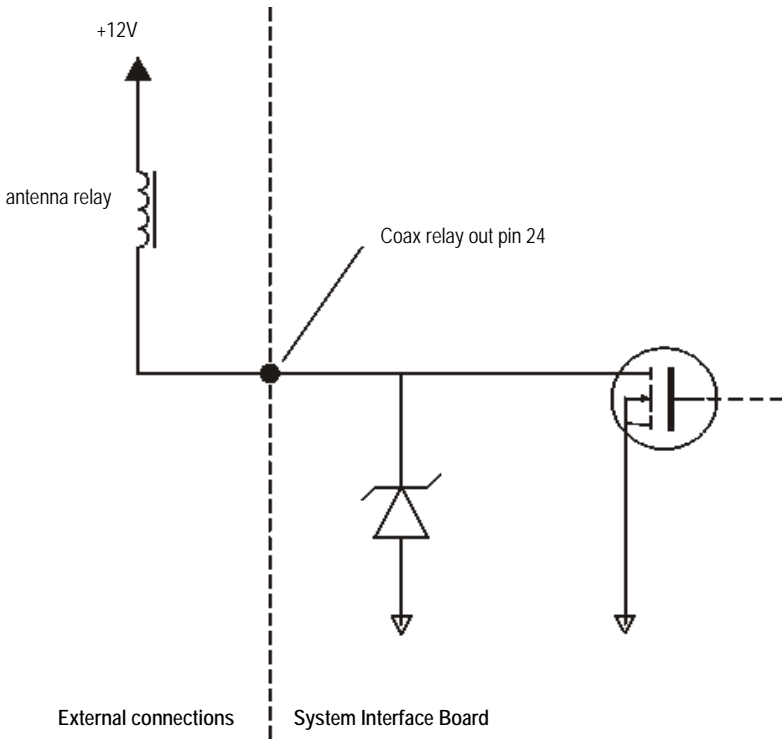 +12V
antenna relay
Coax relay out pin 24
External connections
System Interface Board